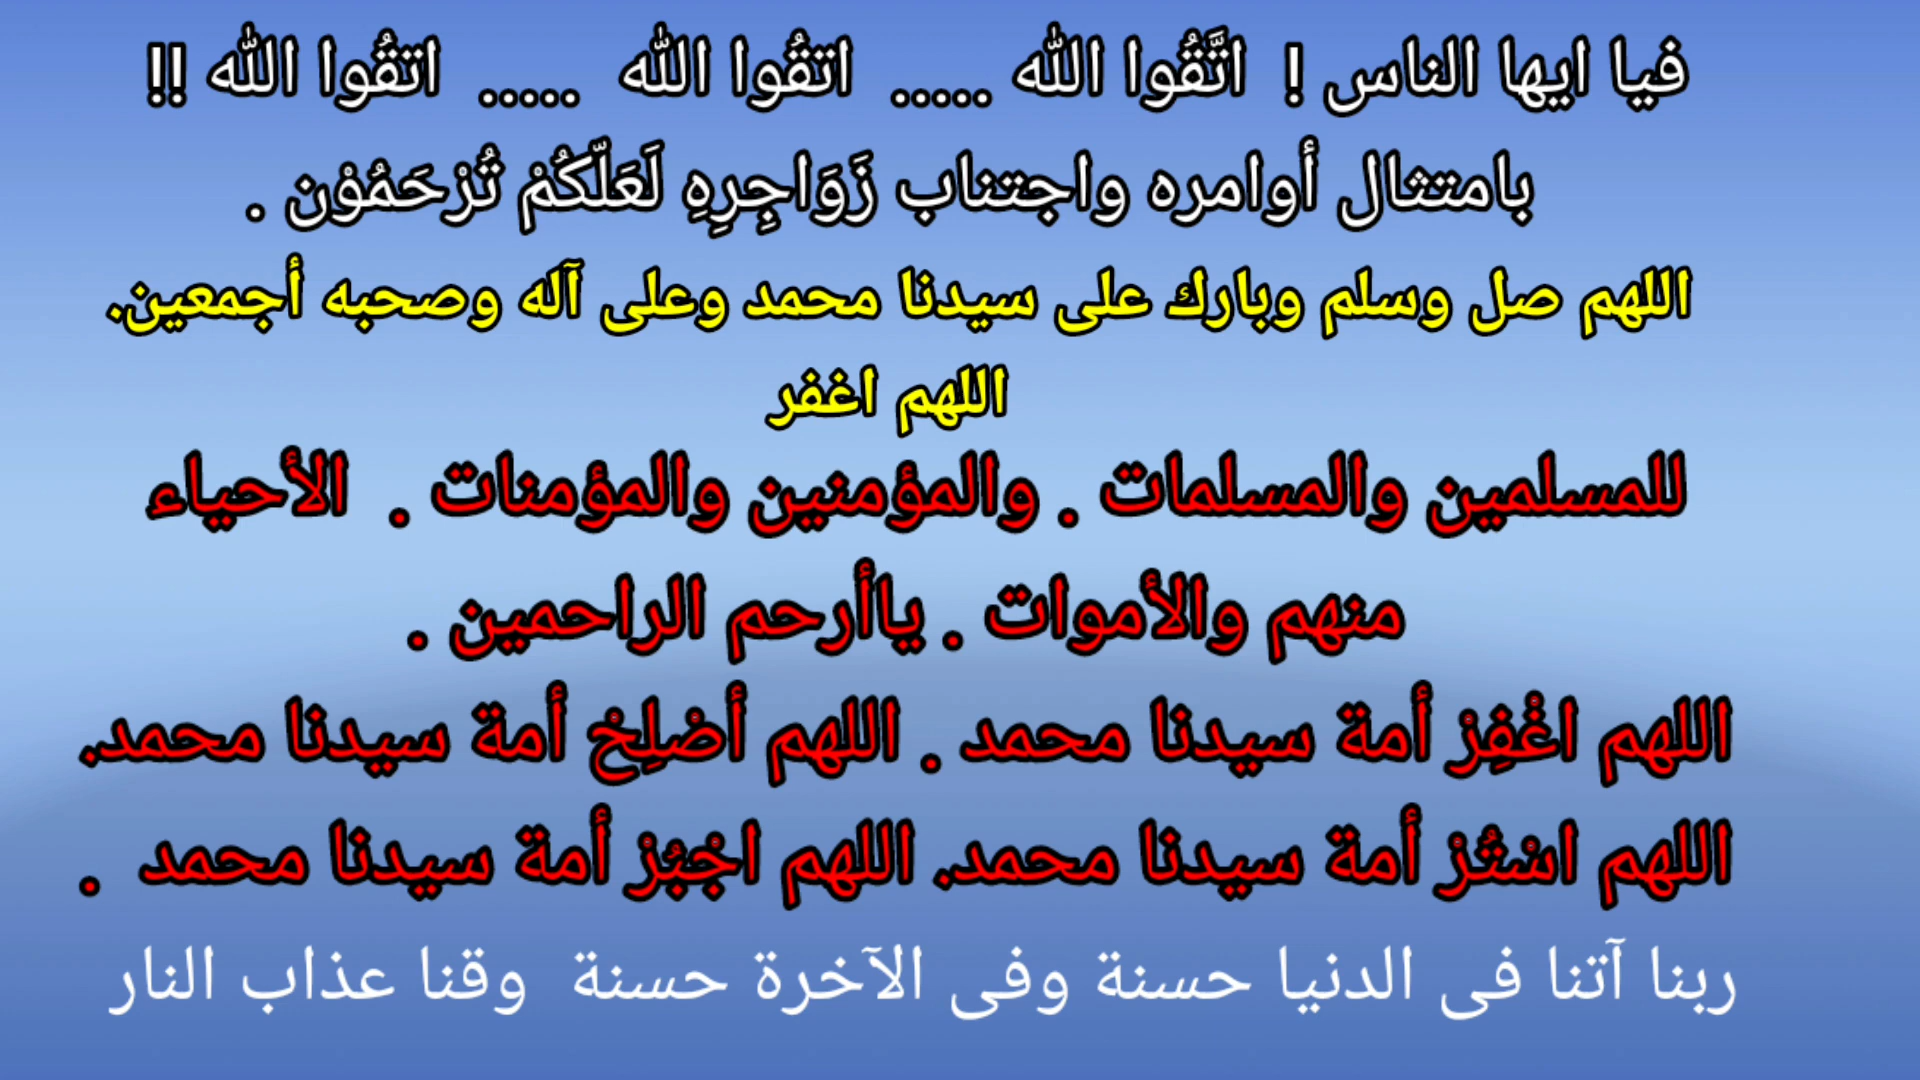 فيا ايها الناس ! اتَّقُوا الله ..... اتقُوا الله ..... اتقُوا الله !!
بامتثال أوامره واجتناب زَوَاجِرِهِ لَعَلّكُمْ تُرْحَمُوْن .
اللهم صل وسلم وبارك على سيدنا محمد وعلى آله وصحبه أجمعين.
اللهم اغفر
للمسلمين والمسلمات . والمؤمنين والمؤمنات . الأحياء
منهم والأموات . ياأرحم الراحمين .
اللهم اغْفِرْ أمة سيدنا محمد . اللهم أصْلِحْ أمة سيدنا محمد.
اللهم اسْتُرْ أمة سيدنا محمد. اللهم اجْبُرْ أمة سيدنا محمد .
ربنا آتنا فى الدنيا حسنة وفى الآخرة حسنة وقنا عذاب النار